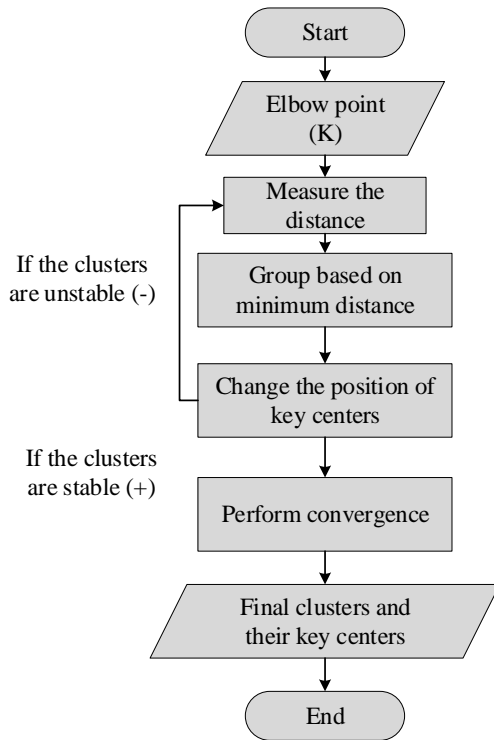 Start
Elbow point
(K)
Measure the
distance
If the clusters
are unstable (-)
Group based on
minimum distance
Change the position of
key centers
If the clusters
are stable (+)
Perform convergence
Final clusters and
their key centers
End